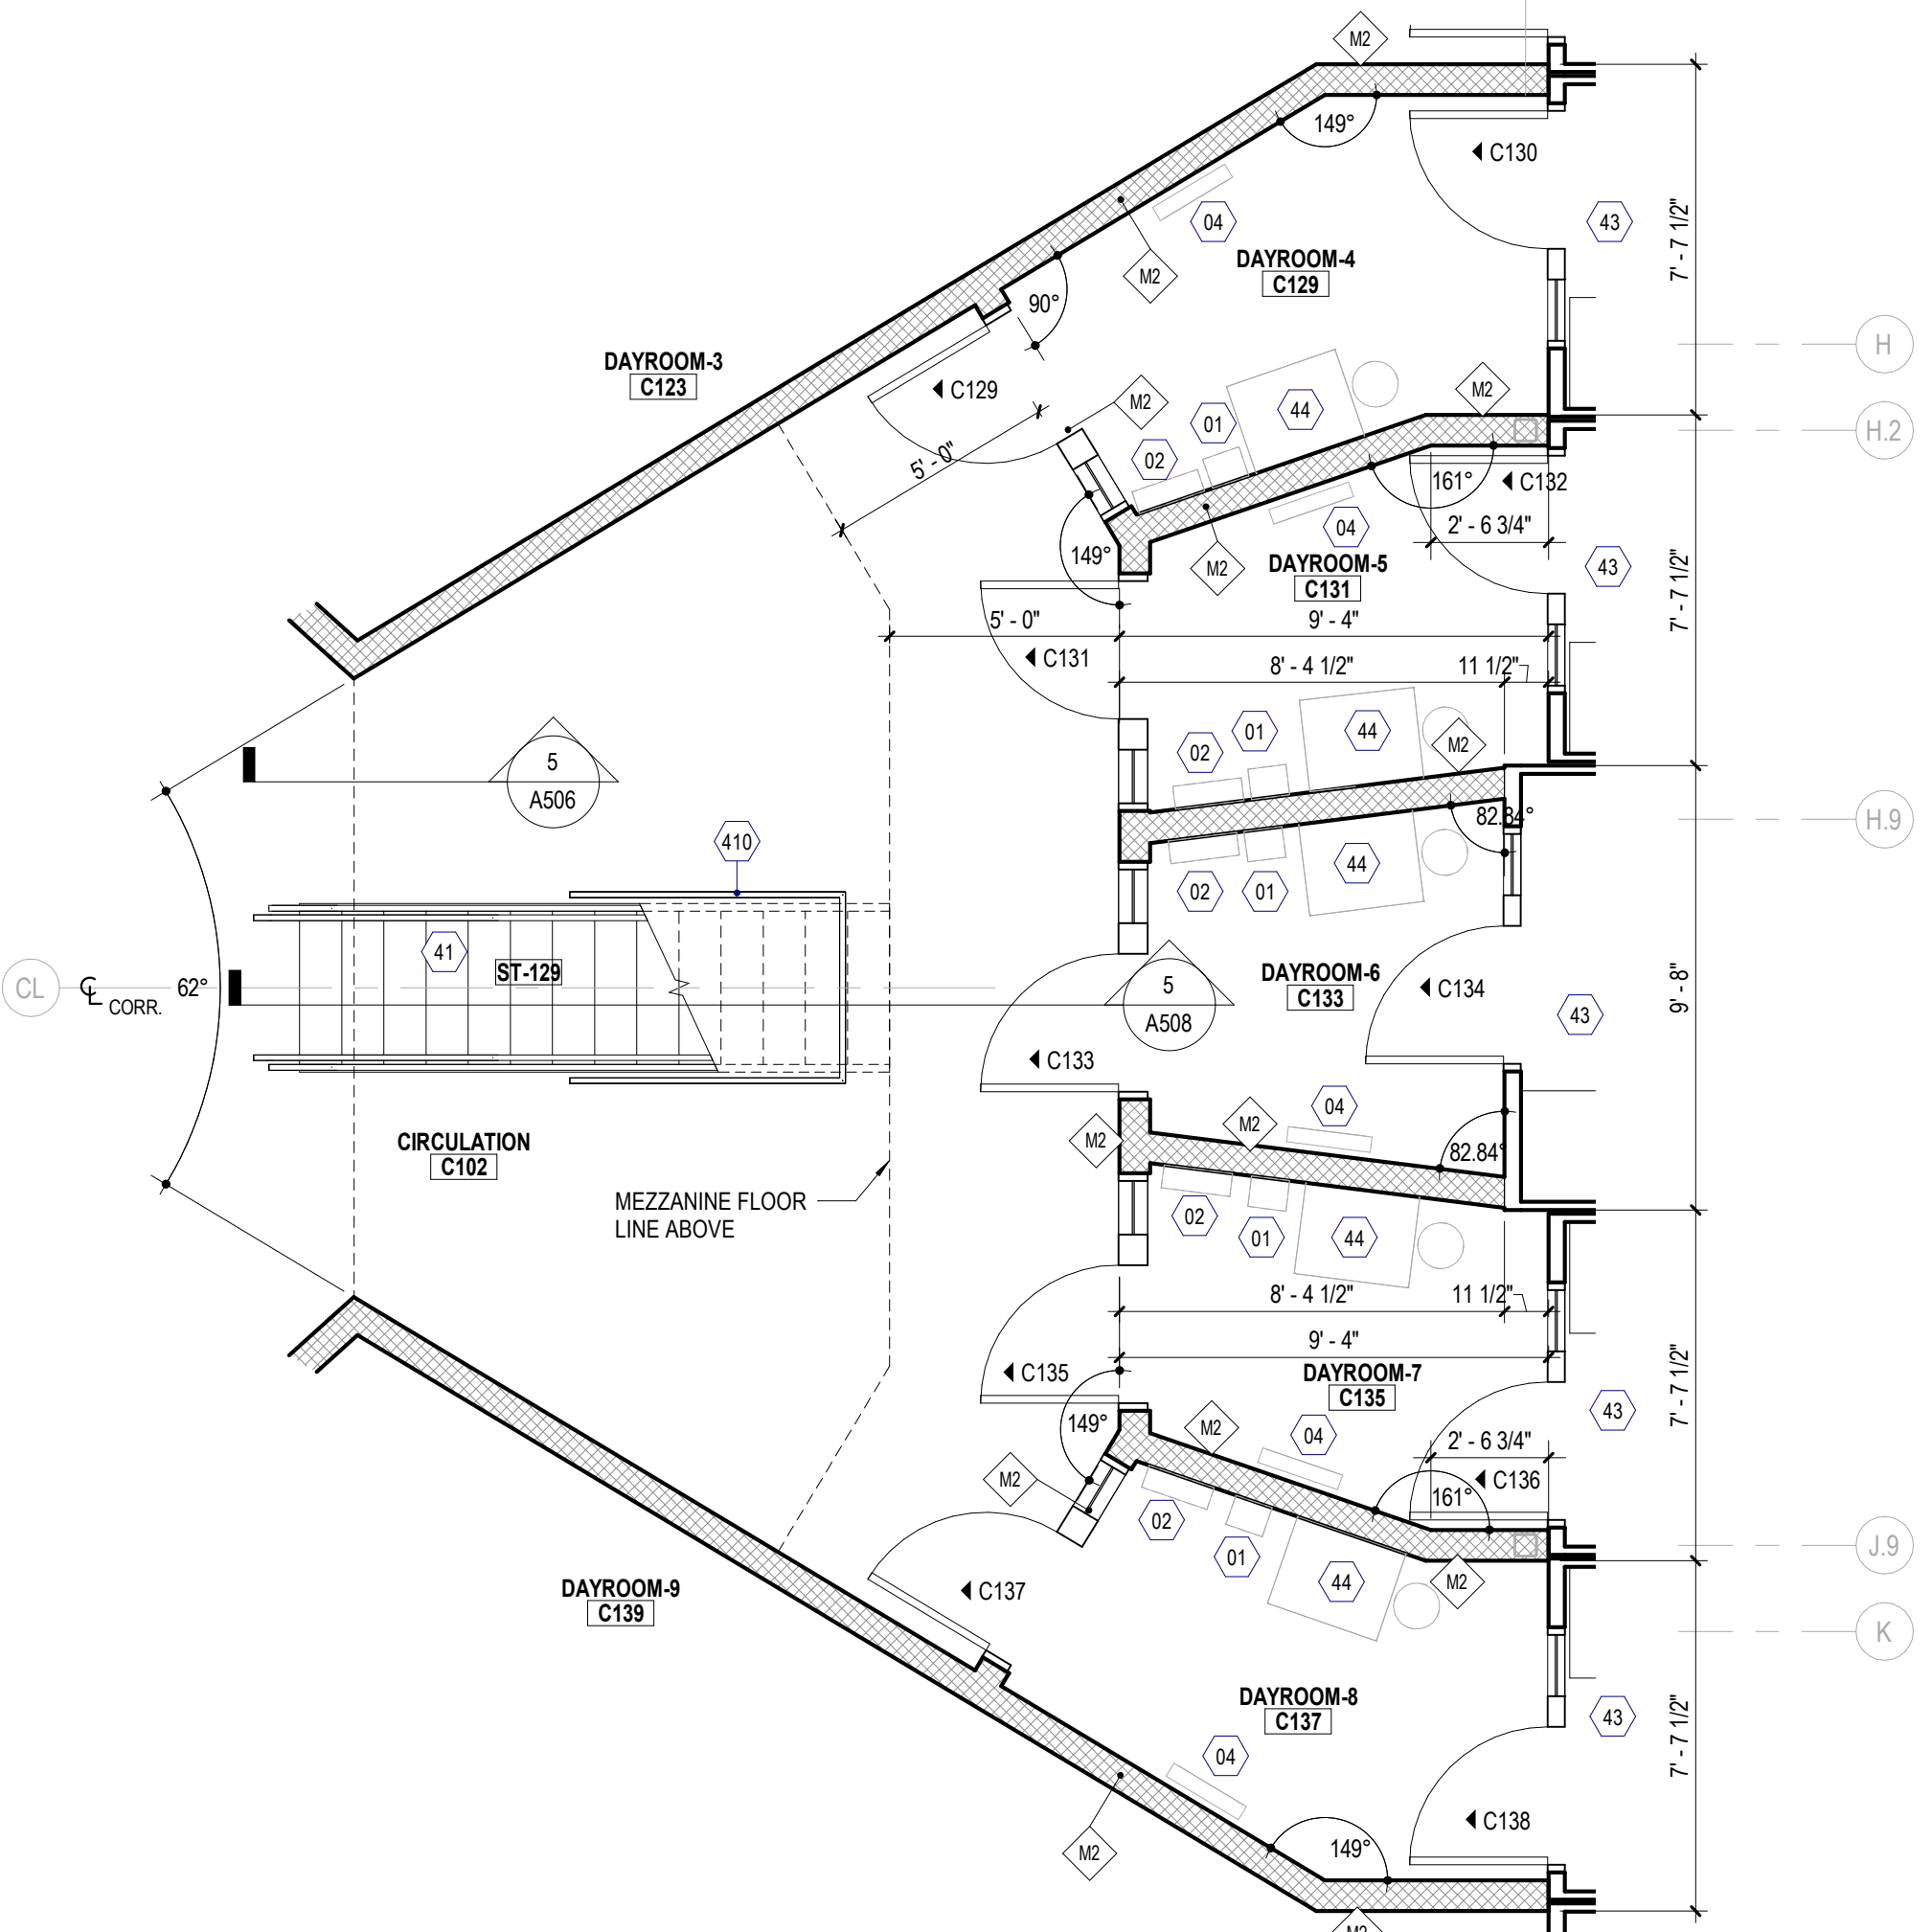 M2
149°
C130
43
7' - 7 1/2"
04
M2
DAYROOM-4
C129
90°
H
DAYROOM-3
C123
C129
M2
M2
44
01
02
H.2
5' - 0"
161°
C132
04
2' - 6 3/4"
149°
M2
DAYROOM-5
C131
43
7' - 7 1/2"
5' - 0"
9' - 4"
C131
8' - 4 1/2"
11 1/2"
5
A506
02
01
44
M2
82.84°
H.9
410
44
02
01
41
ST-129
DAYROOM-6
C133
CL
CORR.
62°
5
A508
C134
43
9' - 8"
C133
04
M2
M2
82.84°
CIRCULATION
C102
MEZZANINE FLOOR
LINE ABOVE
02
01
44
8' - 4 1/2"
11 1/2"
9' - 4"
C135
DAYROOM-7
C135
43
7' - 7 1/2"
149°
M2
04
2' - 6 3/4"
M2
161°
C136
02
01
44
M2
J.9
DAYROOM-9
C139
C137
K
DAYROOM-8
C137
43
7' - 7 1/2"
04
C138
M2
149°
M2